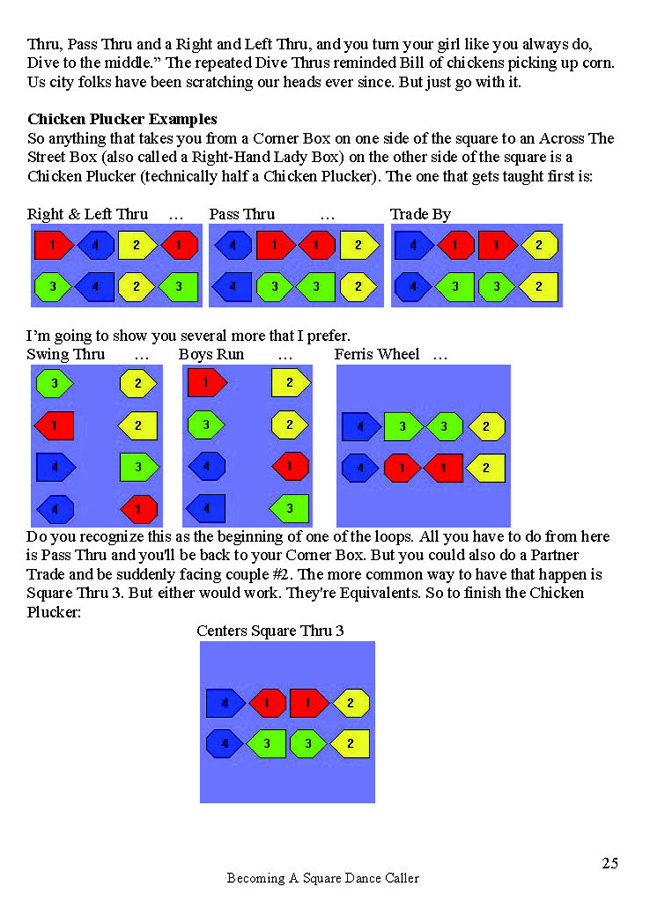 Thru, Pass Thru and a Right and Left Thru, and you turn your girl like you always do,
Dive to the middle.” The repeated Dive Thrus reminded Bill of chickens picking up corn.
Us city folks have been scratching our heads ever since. But just go with it.
Chicken Plucker Examples
So anything that takes you from a Corner Box on one side of the square to an Across The
Street Box (also called a Right-Hand Lady Box) on the other side of the square is a
Chicken Plucker (technically half a Chicken Plucker). The one that gets taught first is:
Right & Left Thru … Pass Thru … Trade By
1 4 2 1 4 1 1 2 4 1 1 2
3 4 2 3 4 3 3 2 4 3 3 2
I’m going to show you several more that I prefer.
Swing Thru … Boys Run … Ferris Wheel …
3 2 1 2
1 2 3 2 4 3 3 2
4 3 4 1 4 1 1 2
4 1 4 3
Do you recognize this as the beginning of one of the loops. All you have to do from here
is Pass Thru and you'll be back to your Corner Box. But you could also do a Partner
Trade and be suddenly facing couple #2. The more common way to have that happen is
Square Thru 3. But either would work. They're Equivalents. So to finish the Chicken
Plucker:
Centers Square Thru 3
4 1 1 2
4 3 3 2
25
Becoming A Square Dance Caller